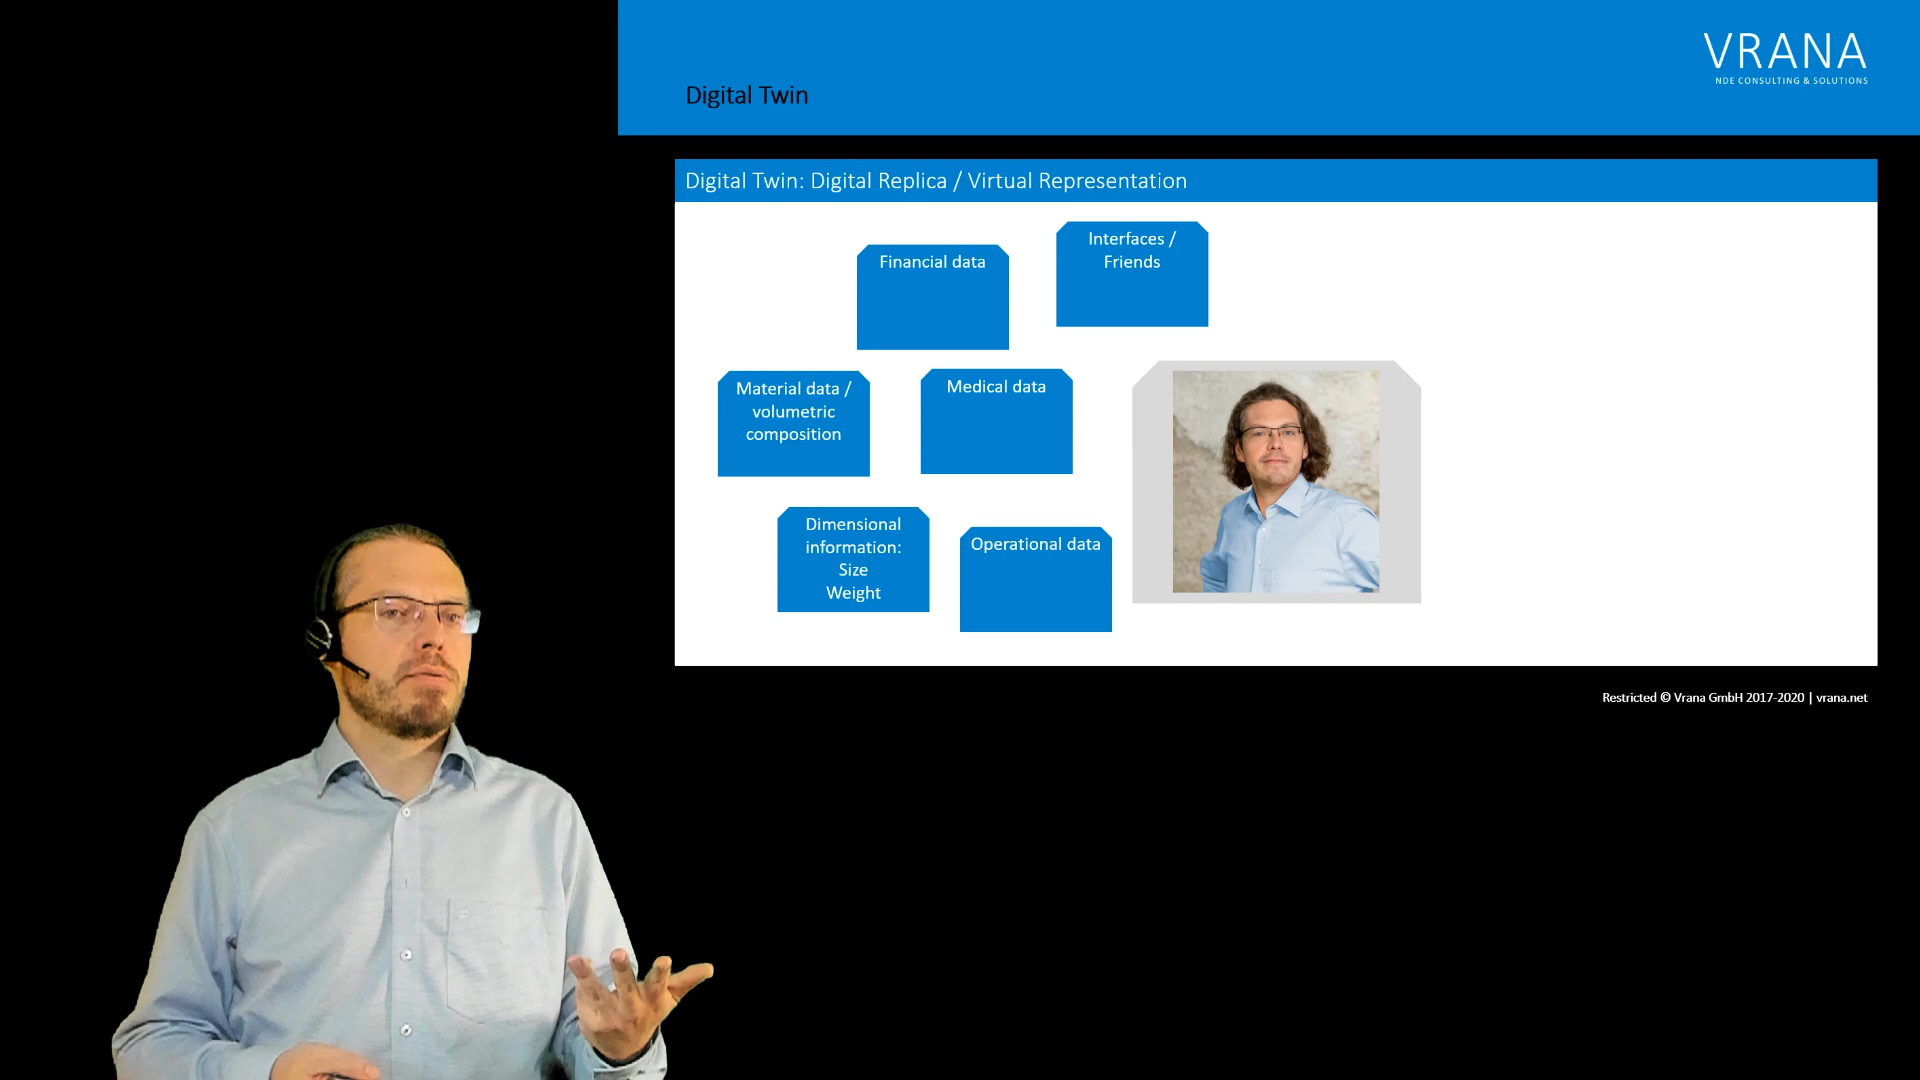 VRANA
NDE CONSULTING & SOLUTIONS
Digital Twin
Digital Twin: Digital Replica / Virtual Representation
Interfaces /
Friends
Financial data
Material data /
volumetric
composition
Medical data
Dimensional
information:
Size
Weight
Operational data
Restricted © Vrana GmbH 2017-2020 | vrana.net